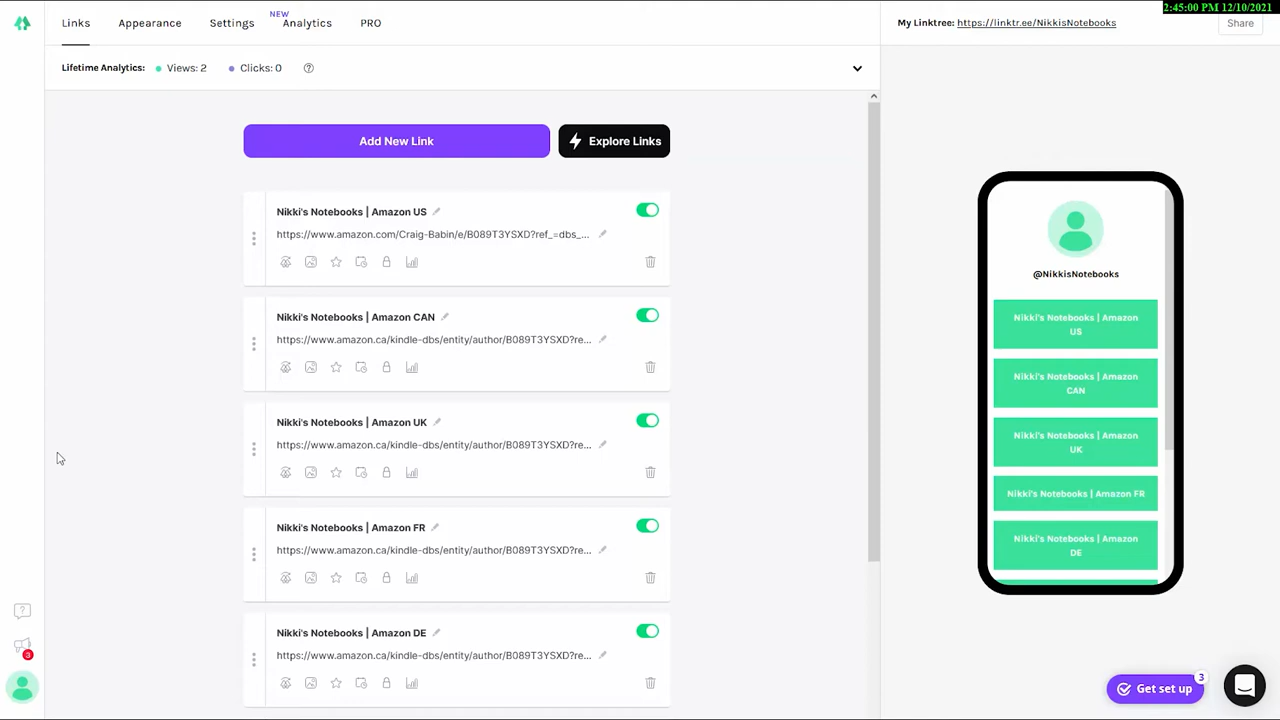 2:45:00 PM 12/10/2021
Links
Appearance
Settings
NEW
Analytics
PRO
My Linktree: https://linktr.ee/NikkisNotebooks
Share
Lifetime Analytics:
Views: 2
Clicks: 0
Add New Link
Explore Links
Nikki's Notebooks | Amazon US
https://www.amazon.com/Craig-Babin/e/B089T3YSXD?ref_=dbs_...
Nikki's Notebooks | Amazon CAN
https://www.amazon.ca/kindle-dbs/entity/author/B089T3YSXD?re...
Nikki's Notebooks | Amazon UK
https://www.amazon.ca/kindle-dbs/entity/author/B089T3YSXD?re...
Nikki's Notebooks | Amazon FR
https://www.amazon.ca/kindle-dbs/entity/author/B089T3YSXD?re...
Nikki's Notebooks | Amazon DE
https://www.amazon.ca/kindle-dbs/entity/author/B089T3YSXD?re...
@NikkisNotebooks
Nikki's Notebooks | Amazon
US
Nikki's Notebooks | Amazon
CAN
Nikki's Notebooks | Amazon
UK
Nikki's Notebooks | Amazon FR
Nikki's Notebooks | Amazon
DE
3
Get set up
3